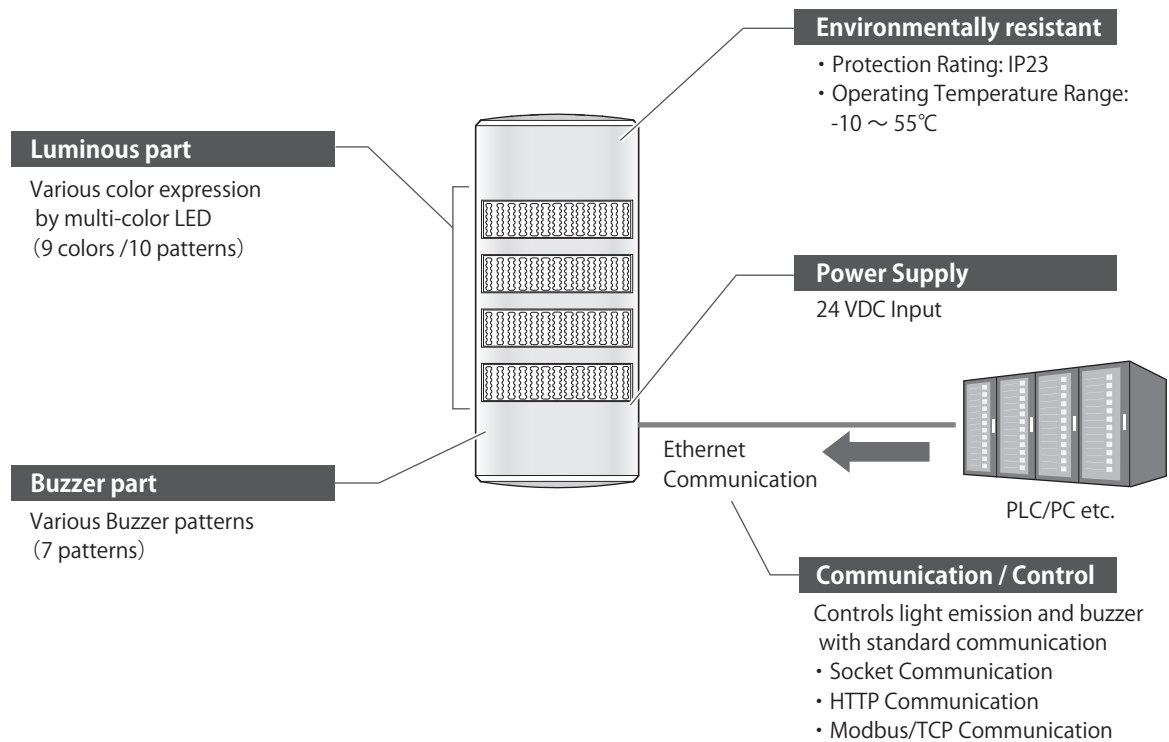 Environmentally resistant
・Protection Rating: IP23
・Operating Temperature Range:
-10 ～ 55℃
Luminous part
Various color expression
by multi-color LED
（9 colors /10 patterns）
Power Supply
24 VDC Input
Ethernet
Communication
PLC/PC etc.
Buzzer part
Various Buzzer patterns
（7 patterns）
Communication / Control
Controls light emission and buzzer
with standard communication
・Socket Communication
・HTTP Communication
・Modbus/TCP Communication